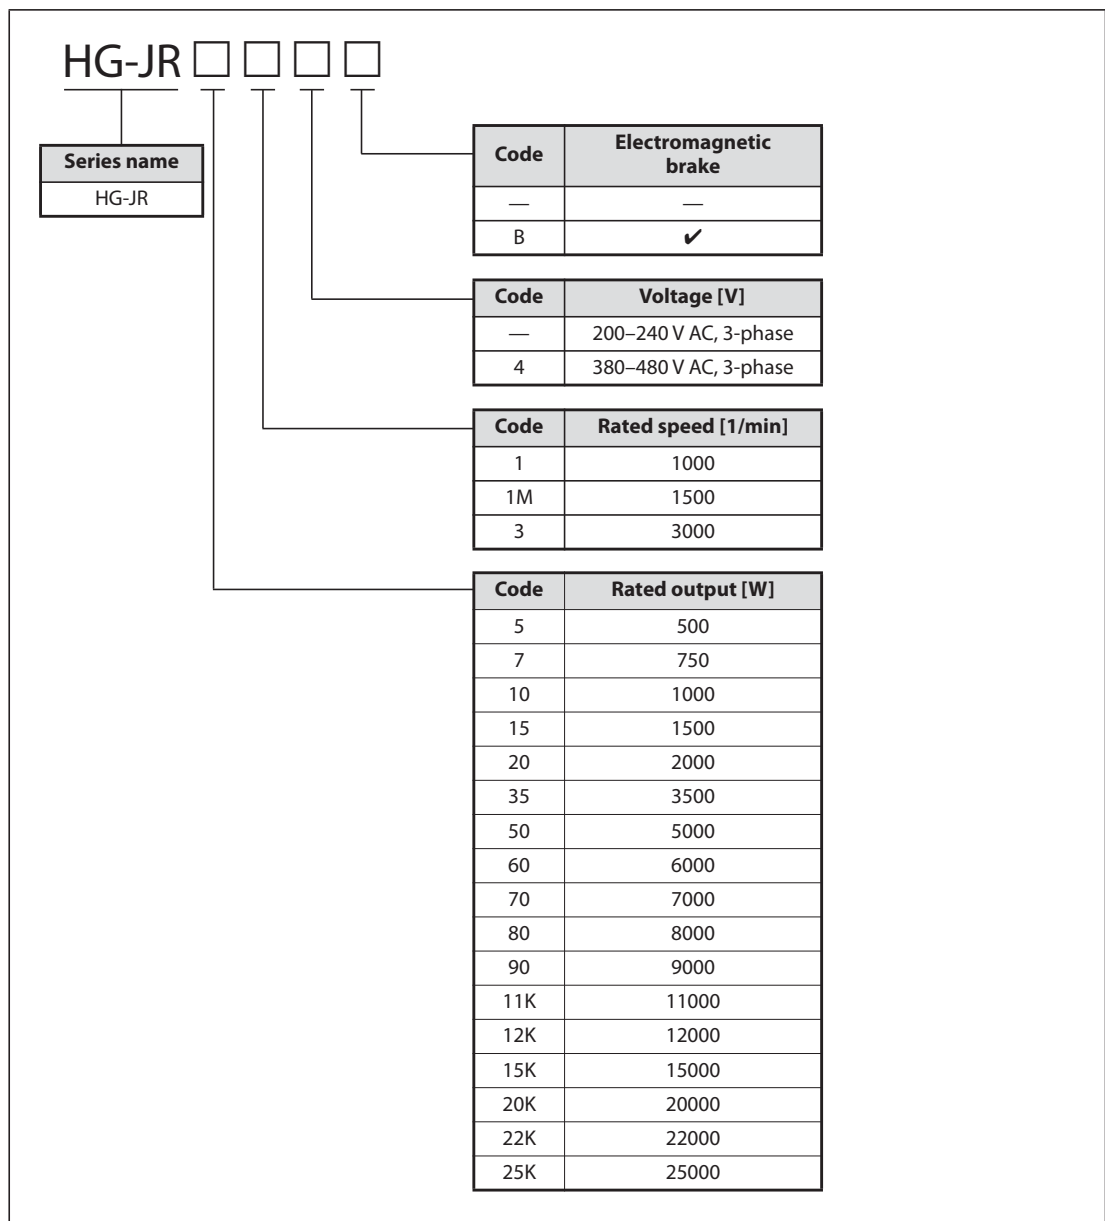 HG-JR □ □ □ □
Series name
HG-JR
Code Electromagnetic
brake
— —
B ✔
Code Voltage [V]
— 200–240 V AC, 3-phase
4 380–480 V AC, 3-phase
Code Rated speed [1/min]
1 1000
1M 1500
3 3000
Code Rated output [W]
5 500
7 750
10 1000
15 1500
20 2000
35 3500
50 5000
60 6000
70 7000
80 8000
90 9000
11K 11000
12K 12000
15K 15000
20K 20000
22K 22000
25K 25000